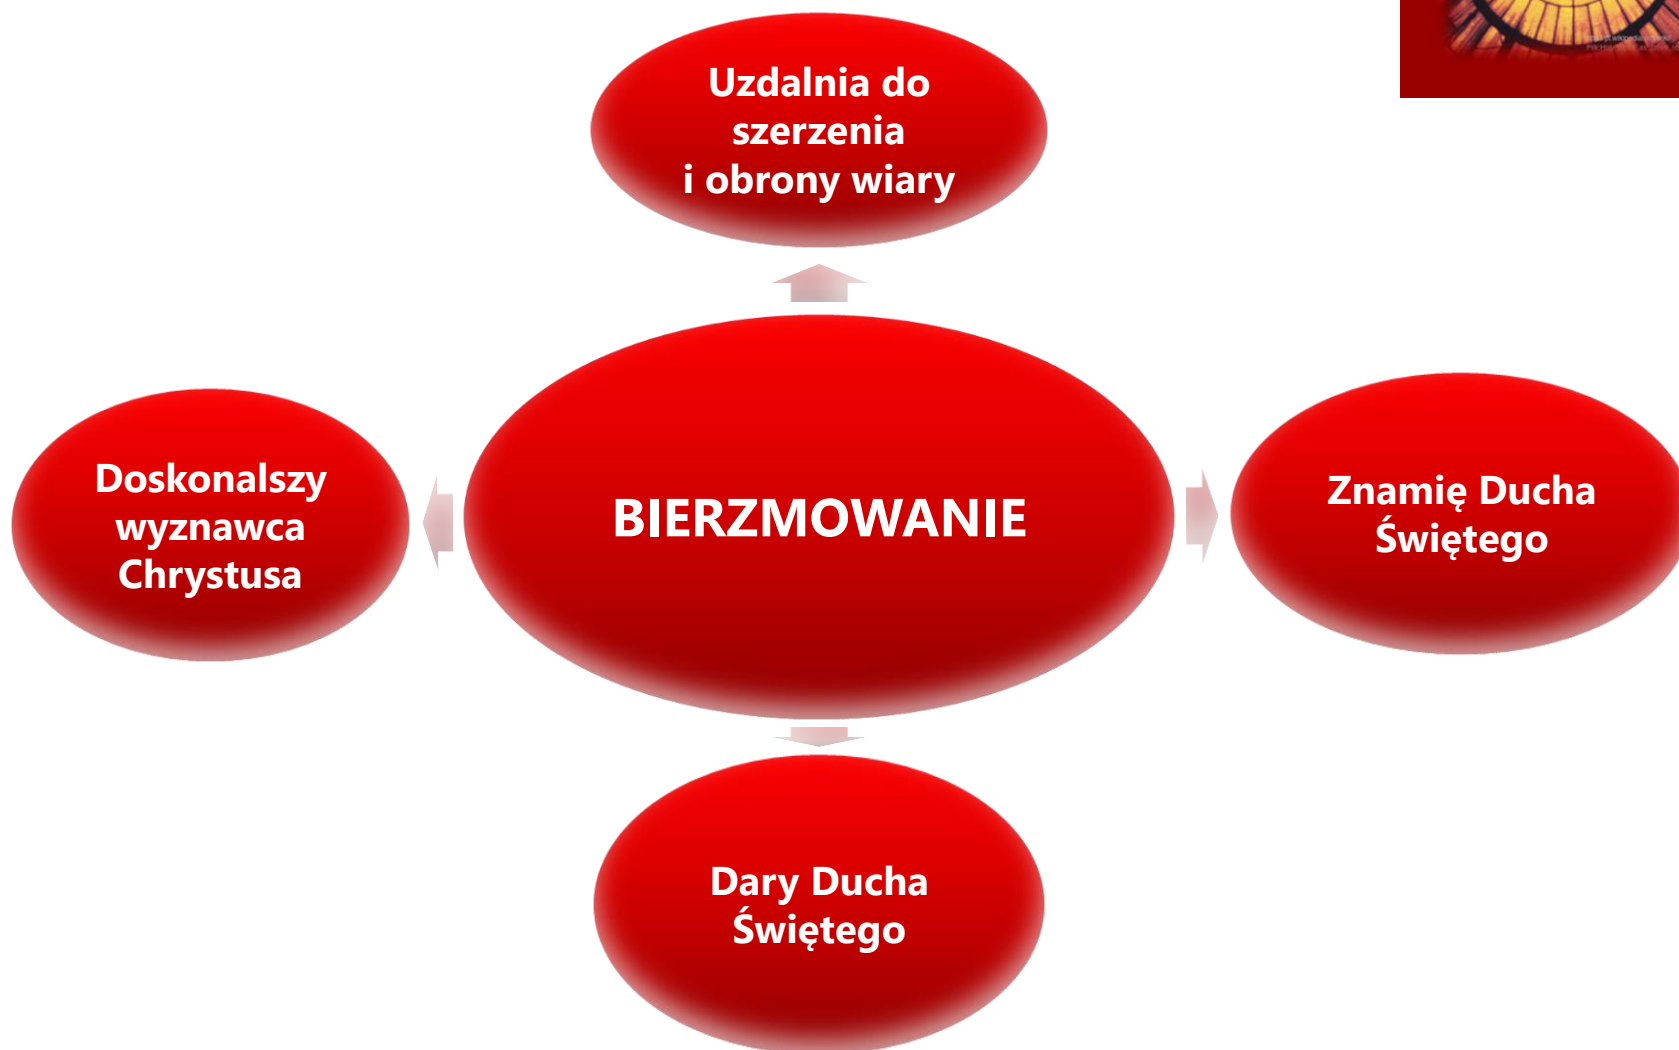 Uzdalnia do
szerzenia
i obrony wiary
Doskonalszy
wyznawca
Chrystusa
BIERZMOWANIE
Znamię Ducha
Świętego
Dary Ducha
Świętego